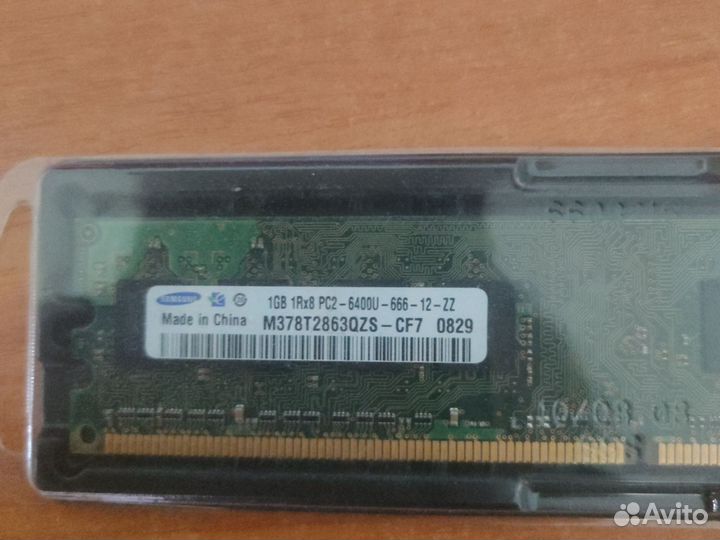 SAMSUNG
1GB 1Rx8 PC2-6400U-666-12-ZZ
Made in China M378T2863QZS-CF7 0829
Avito